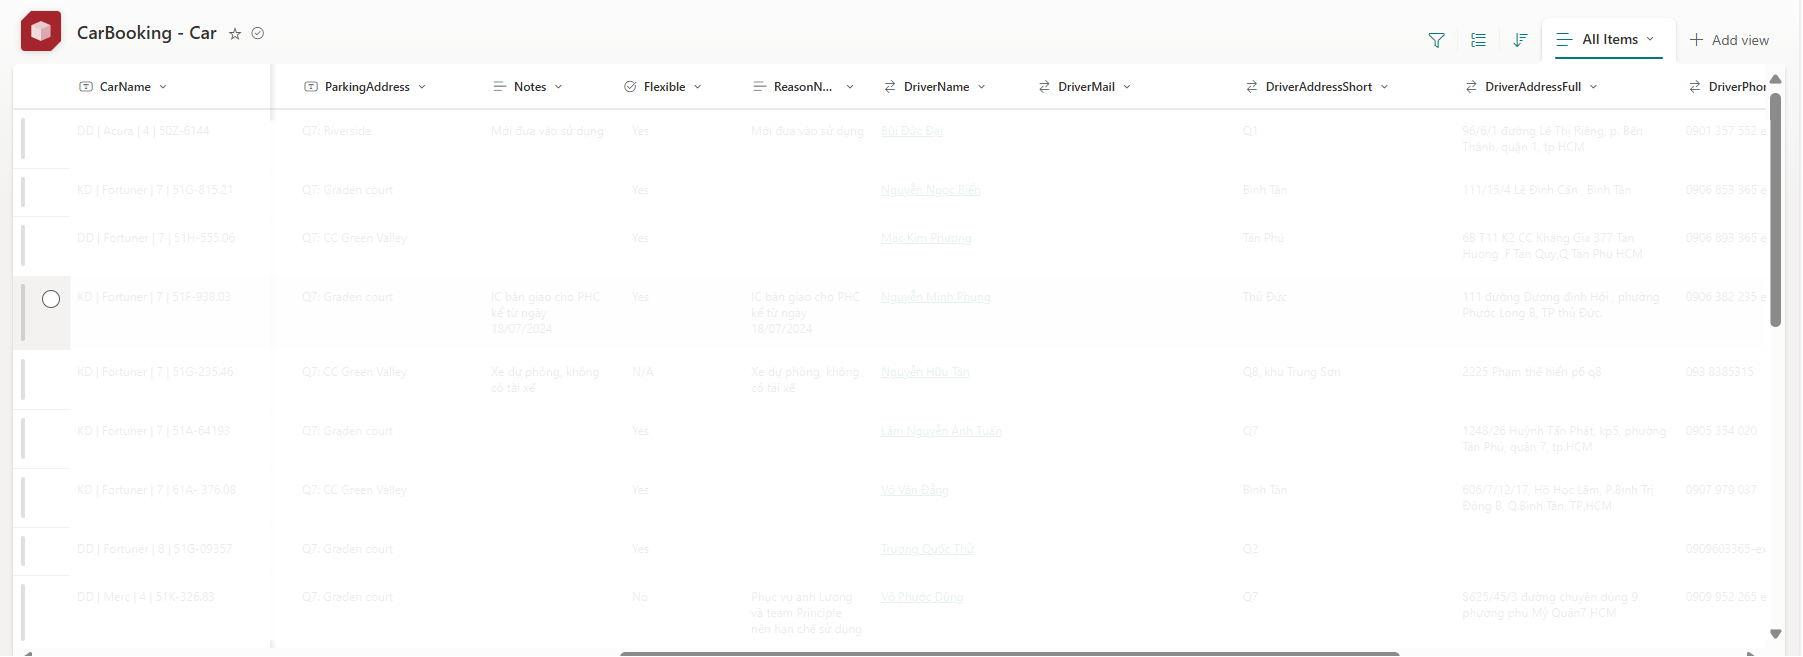 CarBooking - Car
All Items
Add view
CarName
ParkingAddress
Notes
Flexible
ReasonN...
DriverName
DriverMail
DriverAddressShort
DriverAddressFull
DriverPhon
DD | Acura | 4 | 50Z-6144
Q7: Riverside
Mới đưa vào sử dụng
Yes
Mới đưa vào sử dụng
Bùi Đức Đại
Q1
96/6/1 đường Lê Thị Riêng, p. Bến
Thành, quận 1, tp HCM
0901 357 552 e
KD | Fortuner | 7 | 51G-815.21
Q7: Graden court
Yes
Nguyễn Ngọc Biển
Bình Tân
111/15/4 Lê Đình Cẩn , Bình Tân
0906 853 365 e
DD | Fortuner | 7 | 51H-555.06
Q7: CC Green Valley
Yes
Mạc Kim Phương
Tân Phú
6B T11 K2 CC Khang Gia 377 Tan
Huong ,F Tan Quy,Q Tan Phu HCM
0906 893 365 e
KD | Fortuner | 7 | 51F-938.03
Q7: Graden court
IC bàn giao cho PHC
kể từ ngày
18/07/2024
Yes
IC bàn giao cho PHC
kể từ ngày
18/07/2024
Nguyễn Minh Phụng
Thủ Đức
111 đường Dương đình Hội , phường
Phước Long B, TP thủ Đức.
0906 382 235 e
KD | Fortuner | 7 | 51G-235.46
Q7: CC Green Valley
Xe dự phòng, không
có tài xế
N/A
Xe dự phòng, không
có tài xế
Nguyễn Hữu Tân
Q8, khu Trung Sơn
2225 Phạm thế hiển p6 q8
093 8385315
KD | Fortuner | 7 | 51A-64193
Q7: Graden court
Yes
Lâm Nguyễn Anh Tuấn
Q7
1248/26 Huỳnh Tấn Phát, kp5, phường
Tân Phú, quận 7, tp.HCM
0905 354 020
KD | Fortuner | 7 | 61A- 376.08
Q7: CC Green Valley
Yes
Võ Văn Đẳng
Bình Tân
606/7/12/17, Hồ Học Lãm, P.Bình Trị
Đông B, Q.Bình Tân, TP.HCM
0907 979 037
DD | Fortuner | 8 | 51G-09357
Q7: Graden court
Yes
Trương Quốc Thử
Q2
0909603365-ex
DD | Merc | 4 | 51K-326.83
Q7: Graden court
No
Phục vụ anh Lương
và team Principle
nên hạn chế sử dụng
Võ Phước Dũng
Q7
S625/45/3 đường chuyên dùng 9
phường phú Mỹ Quận7 HCM
0909 952 265 e